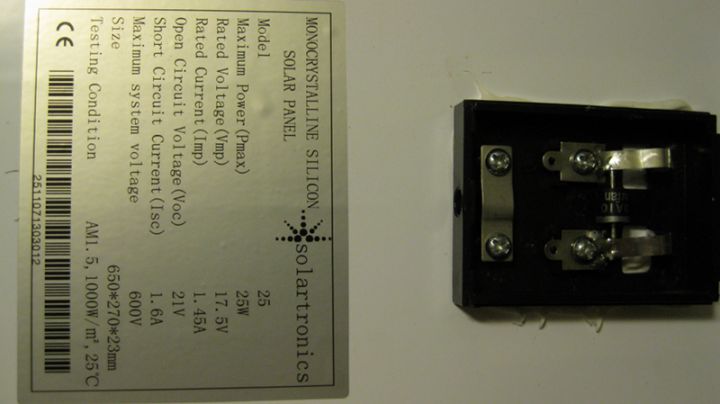 MONOCRYSTALLINE SILICON
SOLAR PANEL
solartronics
Model 25
Maximum Power(Pmax) 25W
Rated Voltage(Vmp) 17.5V
Rated Current(Imp) 1.45A
Open Circuit Voltage(Voc) 21V
Short Circuit Current(Isc) 1.6A
Maximum system voltage 600V
Size 650*270*23mm
Testing Condition AM1.5, 1000W/m², 25℃
CE
2511071303012